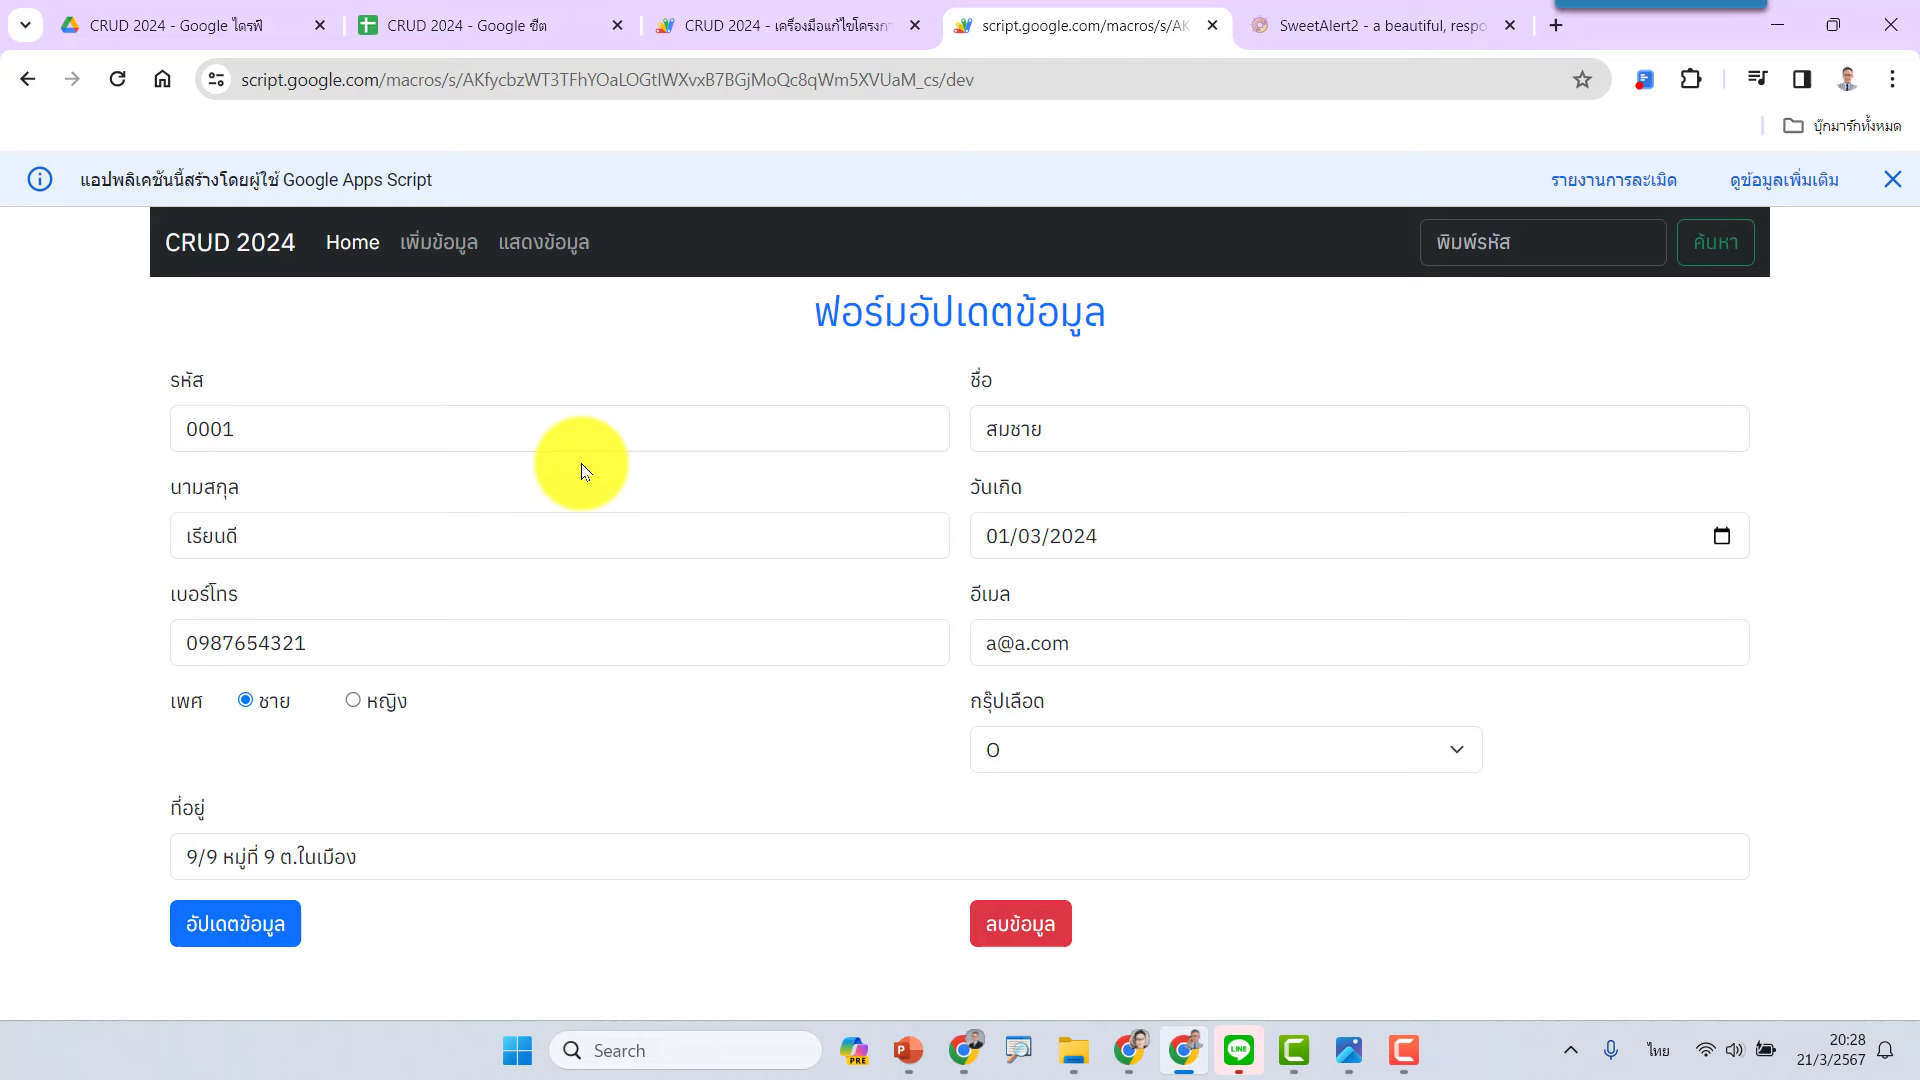 CRUD 2024 - Google ไดรฟ์
CRUD 2024 - Google ชีต
CRUD 2024 - เครื่องมือแก้ไขโครงกา
script.google.com/macros/s/AK
SweetAlert2 - a beautiful, respo
script.google.com/macros/s/AKfycbzWT3TFhYOaLOGtlWXvxB7BGjMoQc8qWm5XVUaM_cs/dev
บุ๊กมาร์กทั้งหมด
แอปพลิเคชันนี้สร้างโดยผู้ใช้ Google Apps Script
รายงานการละเมิด
ดูข้อมูลเพิ่มเติม
CRUD 2024 Home เพิ่มข้อมูล แสดงข้อมูล
พิมพ์รหัส
ค้นหา
ฟอร์มอัปเดตข้อมูล
รหัส
ชื่อ
0001
สมชาย
นามสกุล
วันเกิด
เรียนดี
01/03/2024
เบอร์โทร
อีเมล
0987654321
a@a.com
เพศ ชาย หญิง
กรุ๊ปเลือด
O
ที่อยู่
9/9 หมู่ที่ 9 ต.ในเมือง
อัปเดตข้อมูล
ลบข้อมูล
Search
PRE
LINE
ไทย
20:28
21/3/2567